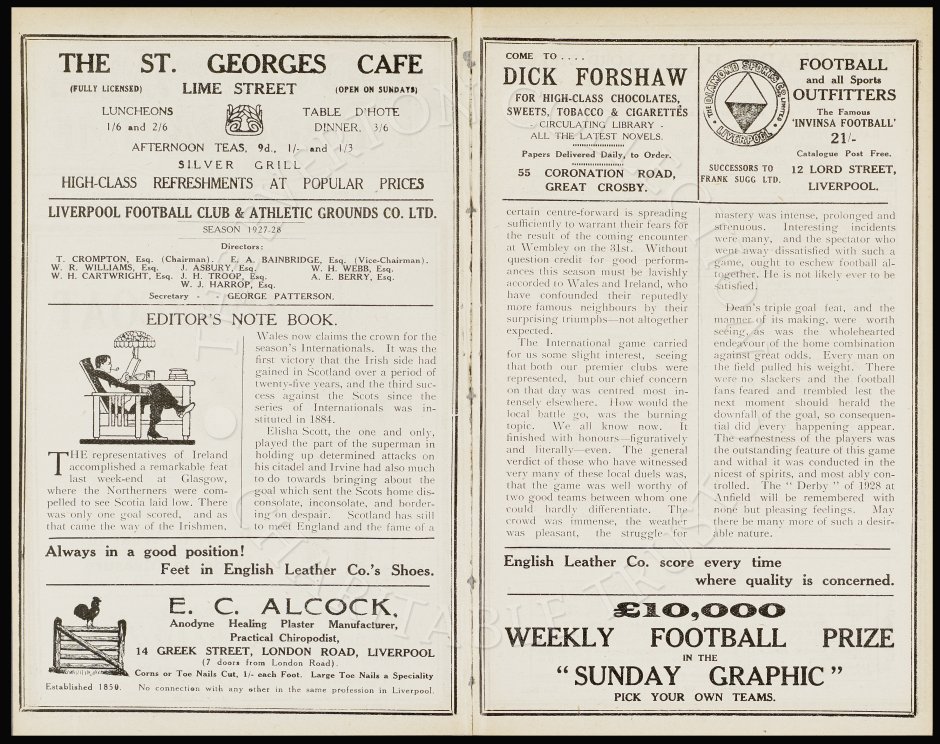 THE ST. GEORGES CAFE
(FULLY LICENSED) LIME STREET (OPEN ON SUNDAYS)
LUNCHEONS TABLE D'HOTE
1/6 and 2/6 DINNER, 3/6
AFTERNOON TEAS, 9d., 1/- and 1/3
SILVER GRILL
HIGH-CLASS REFRESHMENTS AT POPULAR PRICES
LIVERPOOL FOOTBALL CLUB & ATHLETIC GROUNDS CO. LTD.
SEASON 1927-28
Directors:
T. CROMPTON, Esq. (Chairman). E. A. BAINBRIDGE, Esq. (Vice-Chairman).
W. R. WILLIAMS, Esq. J. ASBURY, Esq. W. H. WEBB, Esq.
W. H. CARTWRIGHT, Esq. J. H. TROOP, Esq. A. E. BERRY, Esq.
W. J. HARROP, Esq.
Secretary - GEORGE PATTERSON.
EDITOR'S NOTE BOOK.
THE representatives of Ireland
accomplished a remarkable feat
last week-end at Glasgow,
where the Northerners were com-
pelled to see Scotia laid low. There
was only one goal scored, and as
that came the way of the Irishmen,
Wales now claims the crown for the
season's Internationals. It was the
first victory that the Irish side had
gained in Scotland over a period of
twenty-five years, and the third suc-
cess against the Scots since the
series of Internationals was in-
stituted in 1884.
Elisha Scott, the one and only,
played the part of the superman in
holding up determined attacks on
his citadel and Irvine had also much
to do towards bringing about the
goal which sent the Scots home dis-
consolate, inconsolate, and border-
ing on despair. Scotland has still
to meet England and the fame of a
Always in a good position!
Feet in English Leather Co.'s Shoes.
E. C. ALCOCK,
Anodyne Healing Plaster Manufacturer,
Practical Chiropodist,
14 GREEK STREET, LONDON ROAD, LIVERPOOL
(7 doors from London Road).
Corns or Toe Nails Cut, 1/- each Foot. Large Toe Nails a Speciality
Established 1850. No connection with any other in the same profession in Liverpool.
COME TO ....
DICK FORSHAW
FOR HIGH-CLASS CHOCOLATES,
SWEETS, TOBACCO & CIGARETTES
- CIRCULATING LIBRARY -
ALL THE LATEST NOVELS.
Papers Delivered Daily, to Order.
55 CORONATION ROAD,
GREAT CROSBY.
THE DIAMOND SPORTS CO. LIMITED
LIVERPOOL
SUCCESSORS TO
FRANK SUGG LTD.
FOOTBALL
and all Sports
OUTFITTERS
The Famous
'INVINSA FOOTBALL'
21/-
Catalogue Post Free.
12 LORD STREET,
LIVERPOOL.
certain centre-forward is spreading
sufficiently to warrant their fears for
the result of the coming encounter
at Wembley on the 31st. Without
question credit for good perform-
ances this season must be lavishly
accorded to Wales and Ireland, who
have confounded their reputedly
more famous neighbours by their
surprising triumphs—not altogether
expected.
The International game carried
for us some slight interest, seeing
that both our premier clubs were
represented, but our chief concern
on that day was centred most in-
tensely elsewhere. How would the
local battle go, was the burning
topic. We all know now. It
finished with honours—figuratively
and literally—even. The general
verdict of those who have witnessed
very many of these local duels was,
that the game was well worthy of
two good teams between whom one
could hardly differentiate. The
crowd was immense, the weather
was pleasant, the struggle for
mastery was intense, prolonged and
strenuous. Interesting incidents
were many, and the spectator who
went away dissatisfied with such a
game, ought to eschew football al-
together. He is not likely ever to be
satisfied.
Dean's triple goal feat, and the
manner of its making, were worth
seeing, as was the wholehearted
endeavour of the home combination
against great odds. Every man on
the field pulled his weight. There
were no slackers and the football
fans feared and trembled lest the
next moment should herald the
downfall of the goal, so consequen-
tial did every happening appear.
The earnestness of the players was
the outstanding feature of this game
and withal it was conducted in the
nicest of spirits, and most ably con-
trolled. The "Derby" of 1928 at
Anfield will be remembered with
none but pleasing feelings. May
there be many more of such a desir-
able nature.
English Leather Co. score every time
where quality is concerned.
£10,000
WEEKLY FOOTBALL PRIZE
IN THE
"SUNDAY GRAPHIC"
PICK YOUR OWN TEAMS.